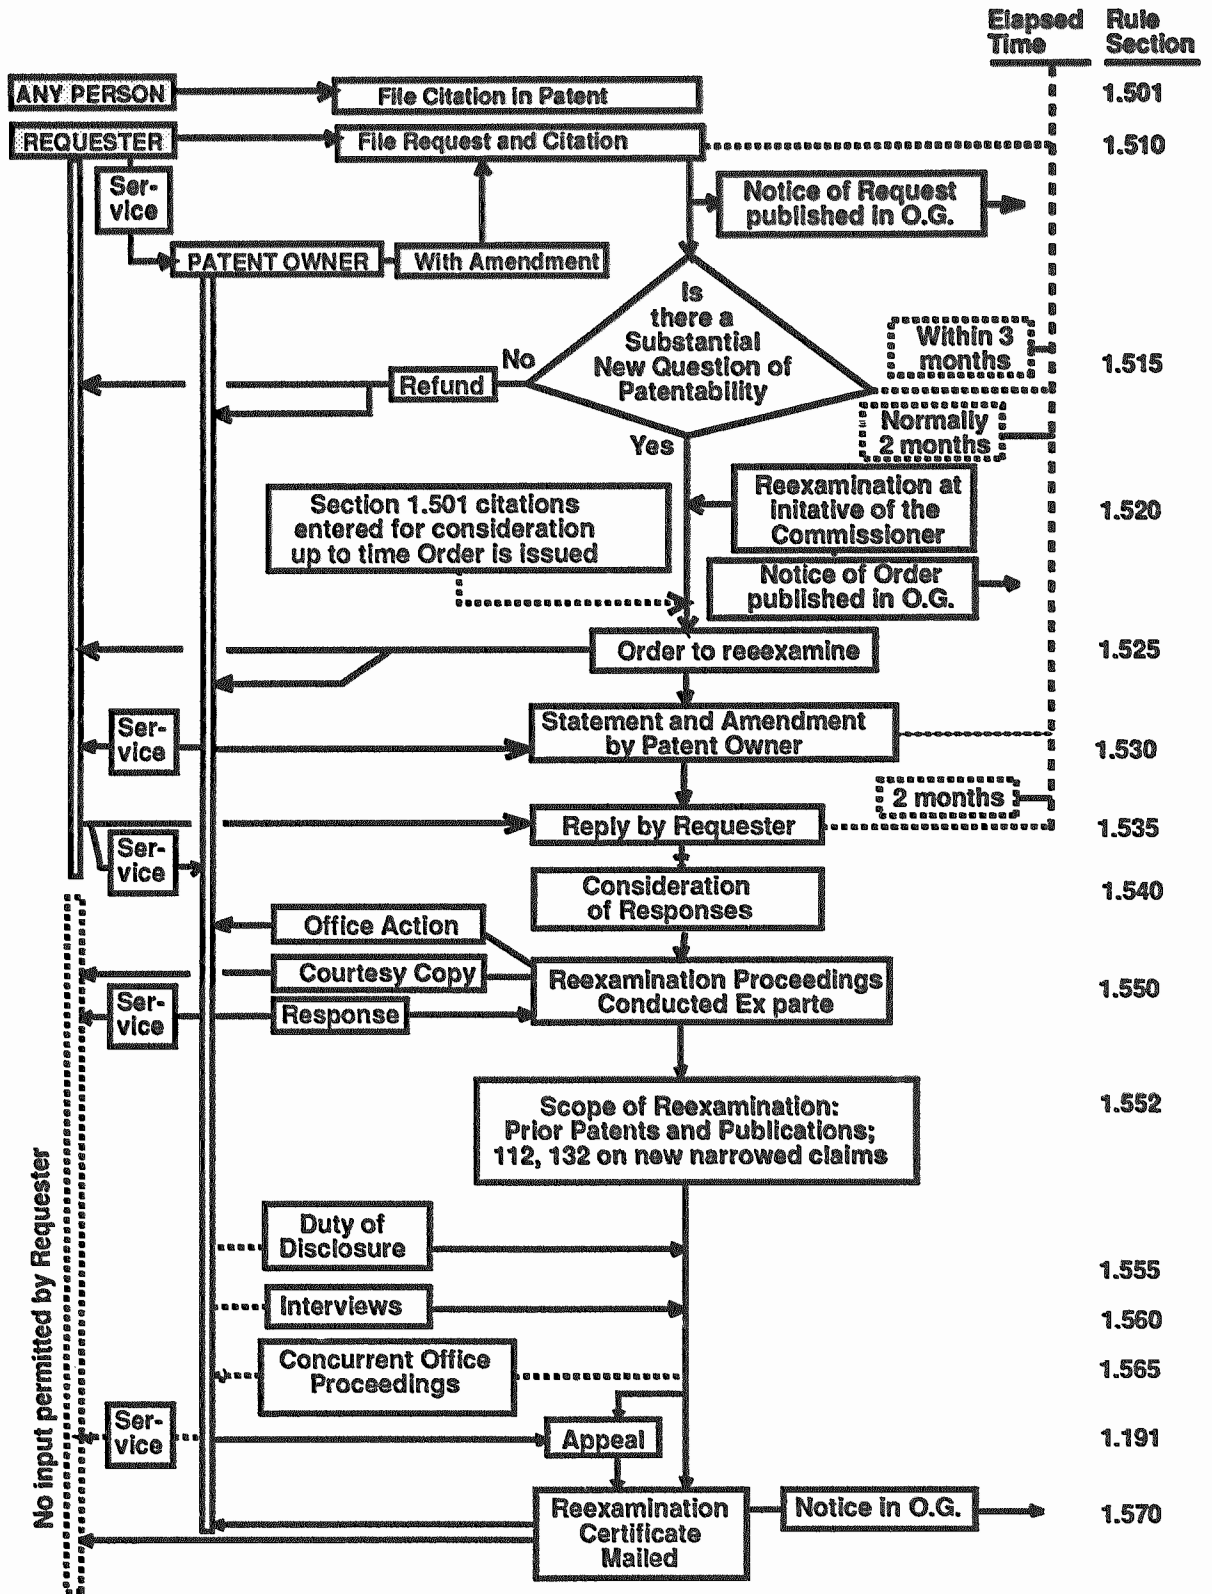 Elapsed
Time
Rule
Section
ANY PERSON
File Citation in Patent
1.501
REQUESTER
File Request and Citation
1.510
Ser-
vice
Notice of Request
published in O.G.
PATENT OWNER
With Amendment
Is
there a
Substantial
New Question of
Patentability
Within 3
months
1.515
No
Refund
Normally
2 months
Yes
Section 1.501 citations
entered for consideration
up to time Order is issued
Reexamination at
initative of the
Commissioner
1.520
Notice of Order
published in O.G.
Order to reeexamine
1.525
Ser-
vice
Statement and Amendment
by Patent Owner
1.530
2 months
Reply by Requester
1.535
Ser-
vice
Consideration
of Responses
1.540
Office Action
Courtesy Copy
Reexamination Proceedings
Conducted Ex parte
1.550
Ser-
vice
Response
Scope of Reexamination:
Prior Patents and Publications;
112, 132 on new narrowed claims
1.552
No input permitted by Requester
Duty of
Disclosure
1.555
Interviews
1.560
Concurrent Office
Proceedings
1.565
Ser-
vice
Appeal
1.191
Reexamination
Certificate
Mailed
Notice in O.G.
1.570